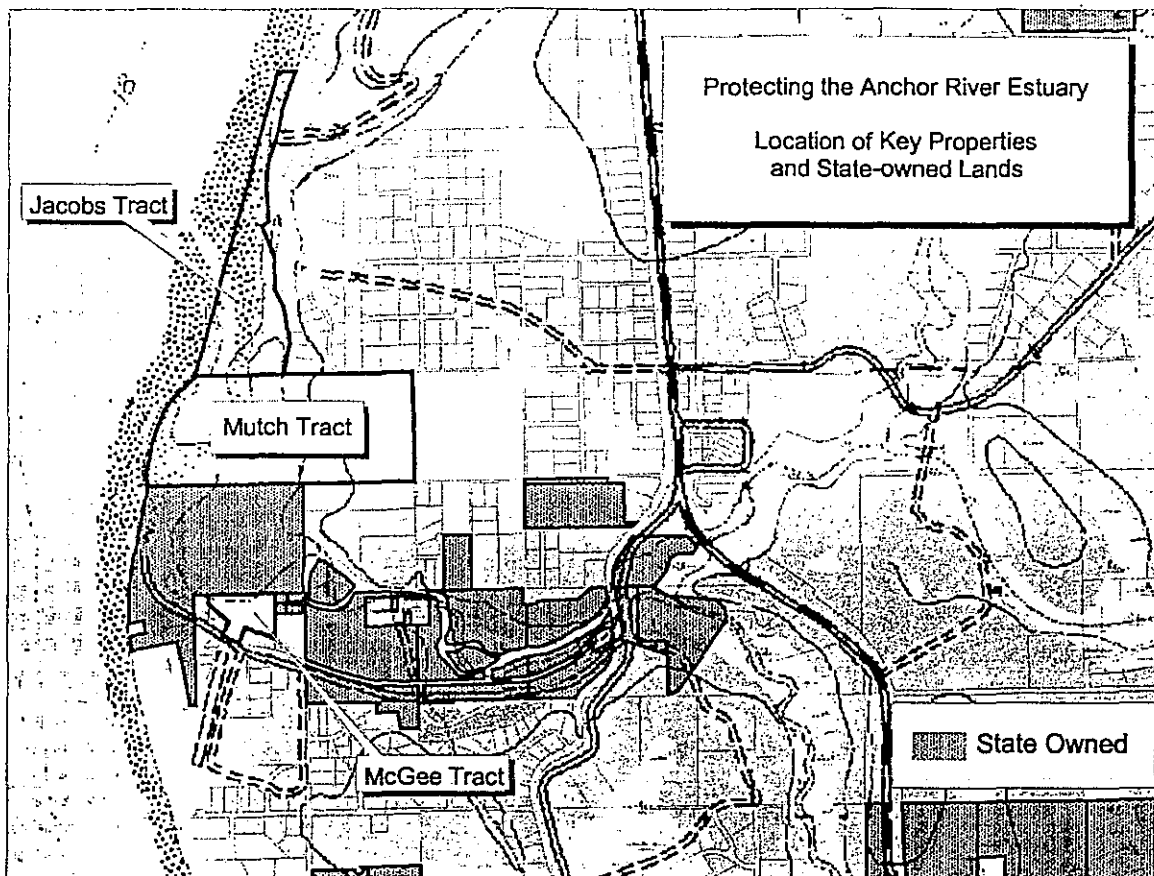 Protecting the Anchor River Estuary
Location of Key Properties
and State-owned Lands
Jacobs Tract
Mutch Tract
McGee Tract
State Owned